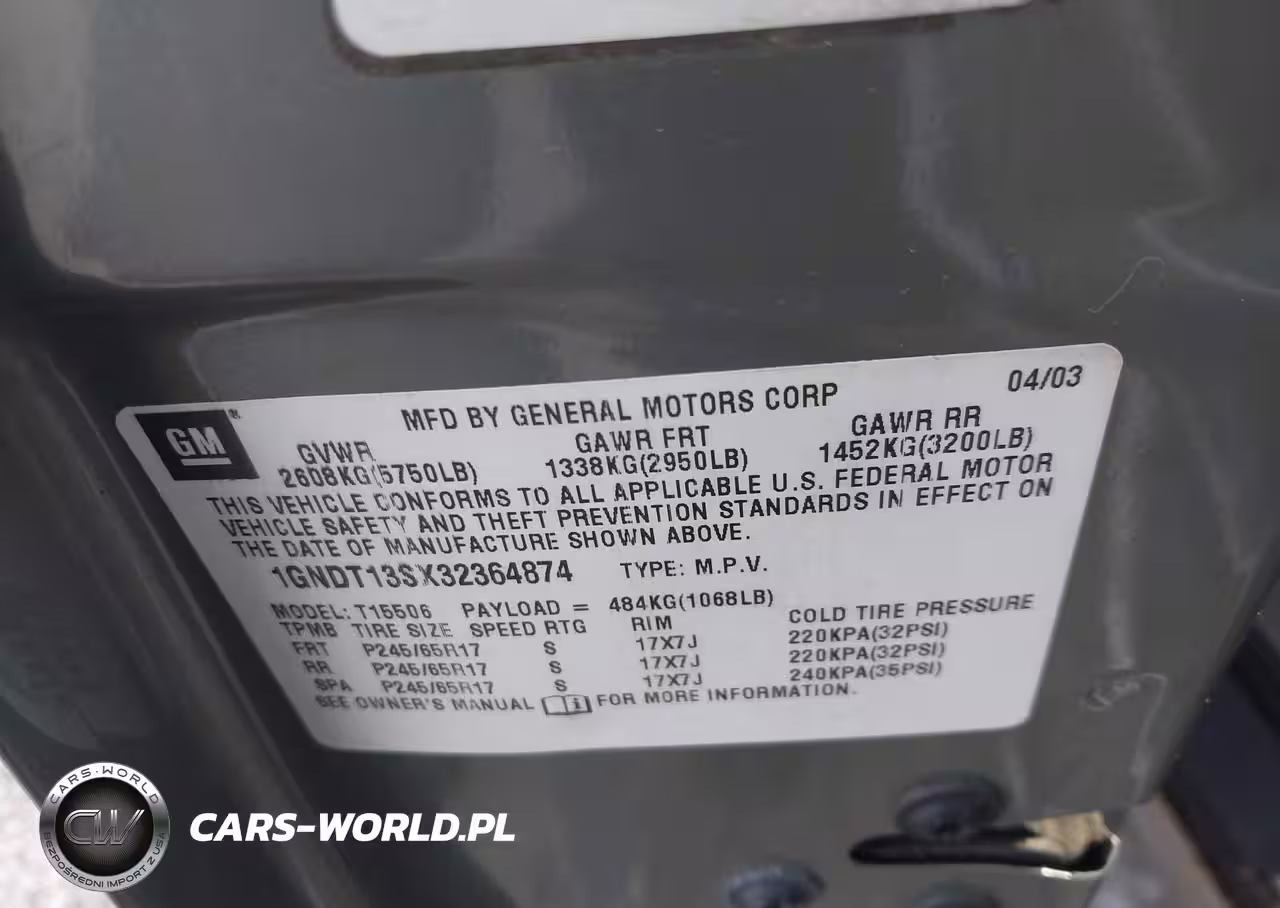 04/03
MFD BY GENERAL MOTORS CORP
GM
GVWR GAWR FRT GAWR RR
2608KG(5750LB) 1338KG(2950LB) 1452KG(3200LB)
THIS VEHICLE CONFORMS TO ALL APPLICABLE U.S. FEDERAL MOTOR
VEHICLE SAFETY AND THEFT PREVENTION STANDARDS IN EFFECT ON
THE DATE OF MANUFACTURE SHOWN ABOVE.
1GNDT13SX32364874 TYPE: M.P.V.
MODEL: T15506 PAYLOAD = 484KG(1068LB)
TPMB TIRE SIZE SPEED RTG RIM COLD TIRE PRESSURE
FRT P245/65R17 S 17X7J 220KPA(32PSI)
RR P245/65R17 S 17X7J 220KPA(32PSI)
SPA P245/65R17 S 17X7J 240KPA(35PSI)
SEE OWNER'S MANUAL FOR MORE INFORMATION.
CARS-WORLD
CW
BEZPOŚREDNI IMPORT Z USA
CARS-WORLD.PL